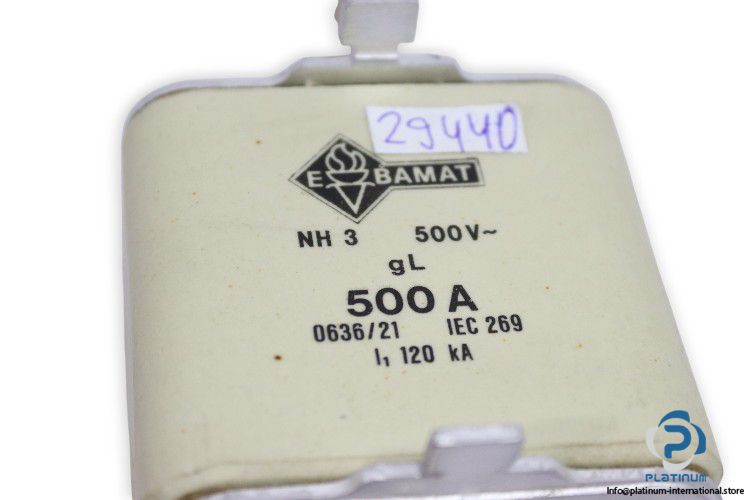 29440
E BAMAT
NH 3 500V~
gL
500 A
0636/21 IEC 269
I₁ 120 kA
PLATINUM
Info@platinum-international.store